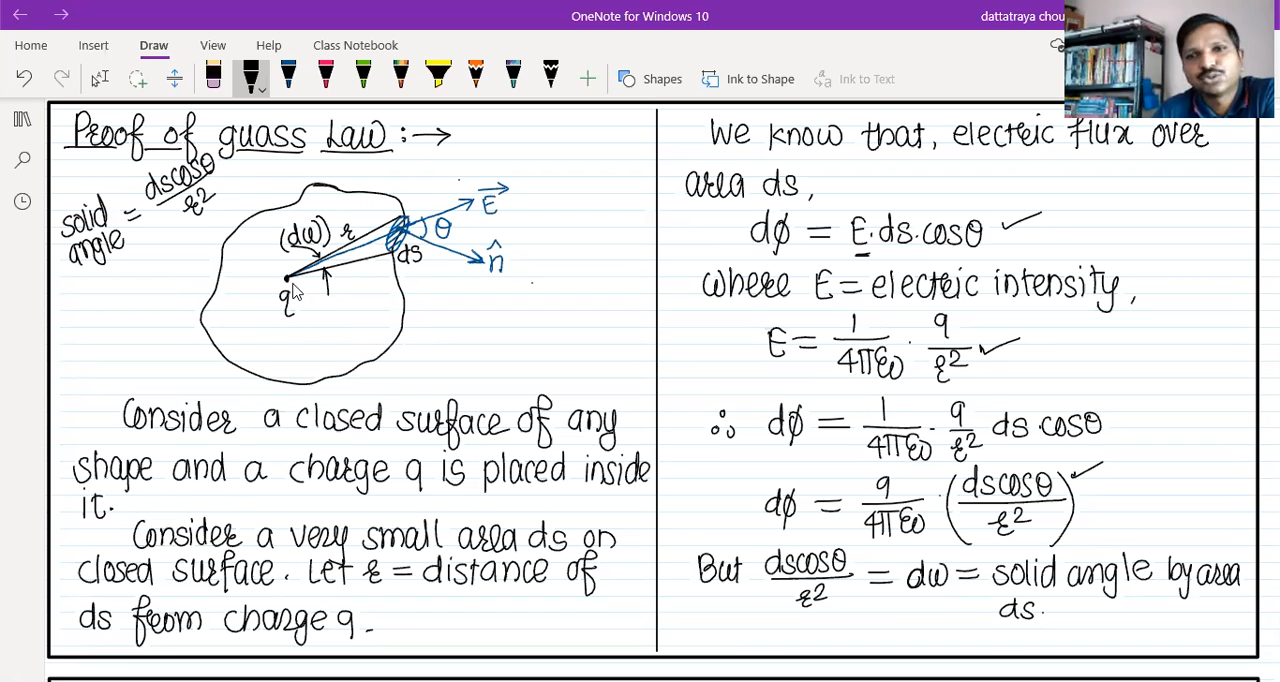 OneNote for Windows 10
dattatraya chou
Home Insert Draw View Help Class Notebook
Shapes Ink to Shape Ink to Text
Proof of guass Law :→
solid angle = dscosθ/r²
(dω) r
E
θ
n̂
ds
q
Consider a closed surface of any
shape and a charge q is placed inside
it.
Consider a very small area ds on
closed surface. Let r = distance of
ds from charge q.
We know that, electric flux over
area ds,
dϕ = E·ds·cosθ ✓
where E = electric intensity,
E = 1/4πε₀ · q/r² ✓
∴ dϕ = 1/4πε₀ · q/r² ds·cosθ
dϕ = q/4πε₀ · (dscosθ/r²) ✓
But dscosθ/r² = dω = solid angle by area
ds.